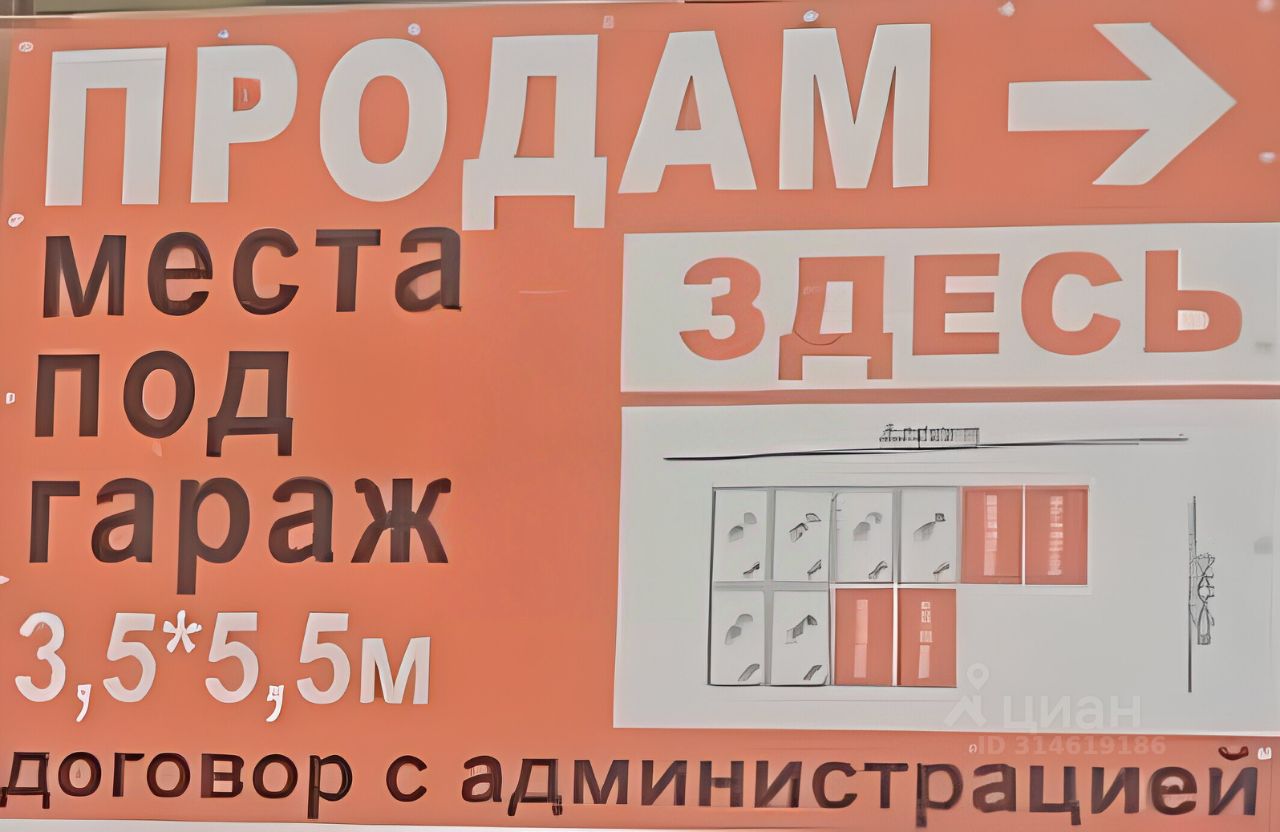 ПРОДАМ
места
под
гараж
3,5*5,5м
ЗДЕСЬ
договор с администрацией
циан
ID 314619186